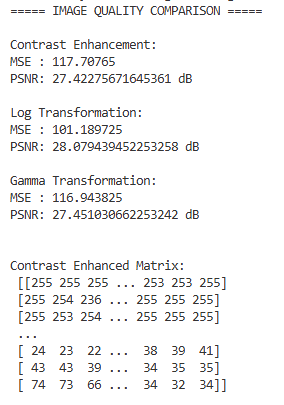 ===== IMAGE QUALITY COMPARISON =====
Contrast Enhancement:
MSE : 117.70765
PSNR: 27.42275671645361 dB
Log Transformation:
MSE : 101.189725
PSNR: 28.079439452253258 dB
Gamma Transformation:
MSE : 116.943825
PSNR: 27.451030662253242 dB
Contrast Enhanced Matrix:
[[255 255 255 ... 253 253 255]
[255 254 236 ... 255 255 255]
[255 253 254 ... 255 255 255]
...
[ 24  23  22 ...  38  39  41]
[ 43  43  39 ...  34  35  35]
[ 74  73  66 ...  34  32  34]]